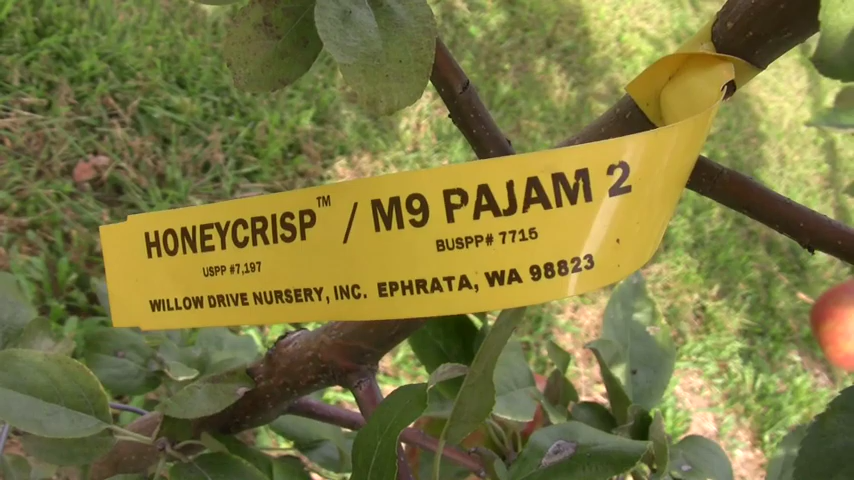 HONEYCRISP™ / M9 PAJAM 2
USPP #7,197 BUSPP# 7715
WILLOW DRIVE NURSERY, INC. EPHRATA, WA 98823